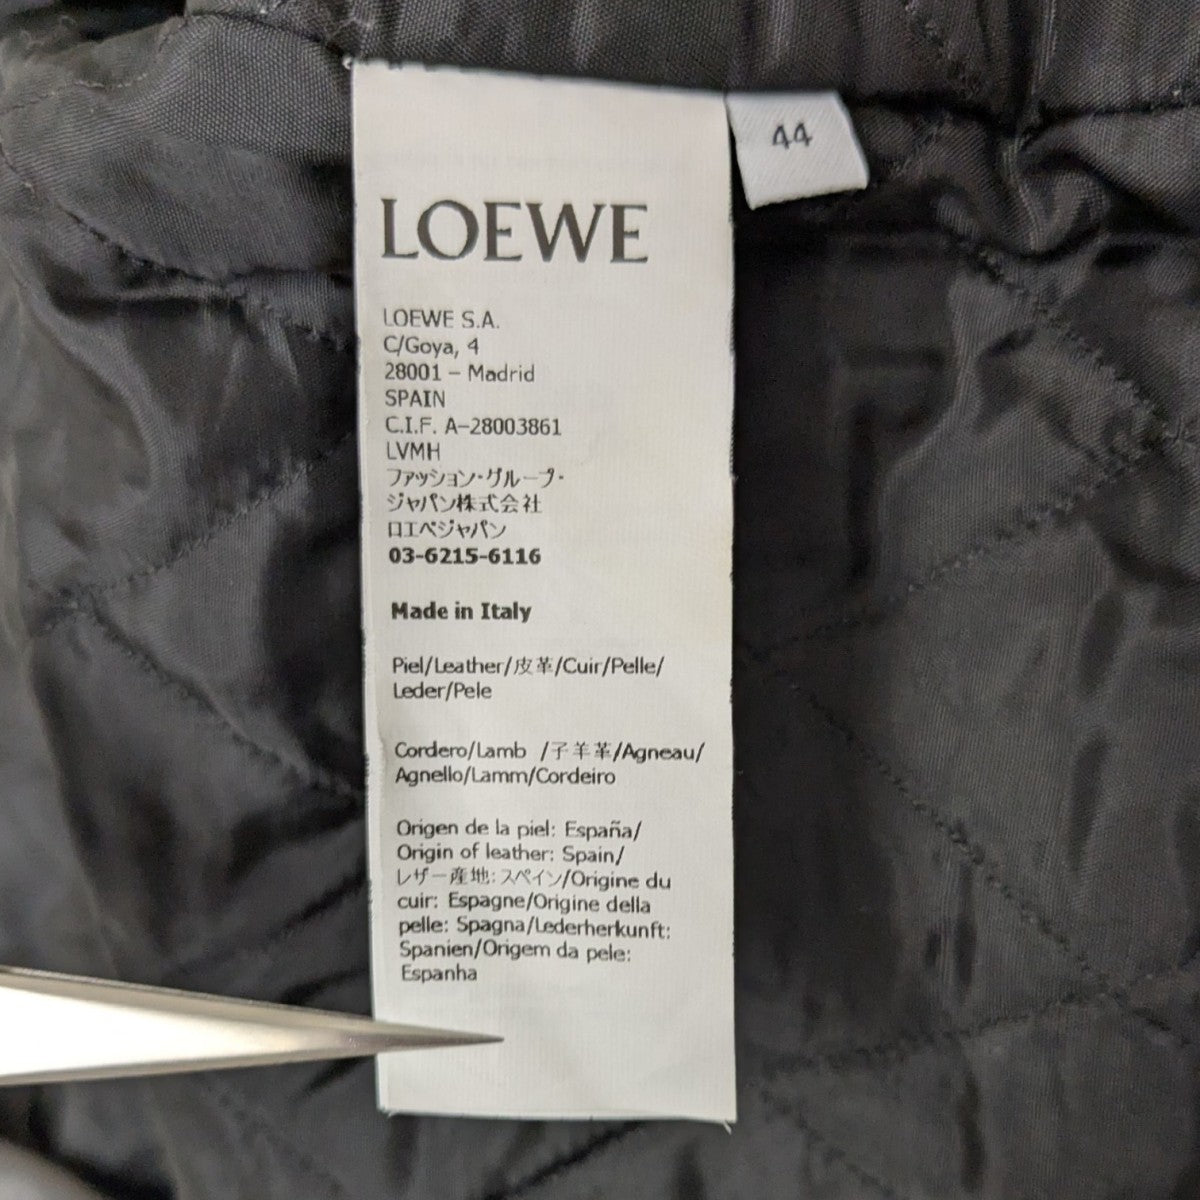 44
LOEWE
LOEWE S.A.
C/Goya, 4
28001 – Madrid
SPAIN
C.I.F. A-28003861
LVMH
ファッション・グループ・
ジャパン株式会社
ロエベジャパン
03-6215-6116
Made in Italy
Piel/Leather/皮革/Cuir/Pelle/
Leder/Pele
Cordero/Lamb /子羊革/Agneau/
Agnello/Lamm/Cordeiro
Origen de la piel: España/
Origin of leather: Spain/
レザー産地: スペイン/Origine du
cuir: Espagne/Origine della
pelle: Spagna/Lederherkunft:
Spanien/Origem da pele:
Espanha